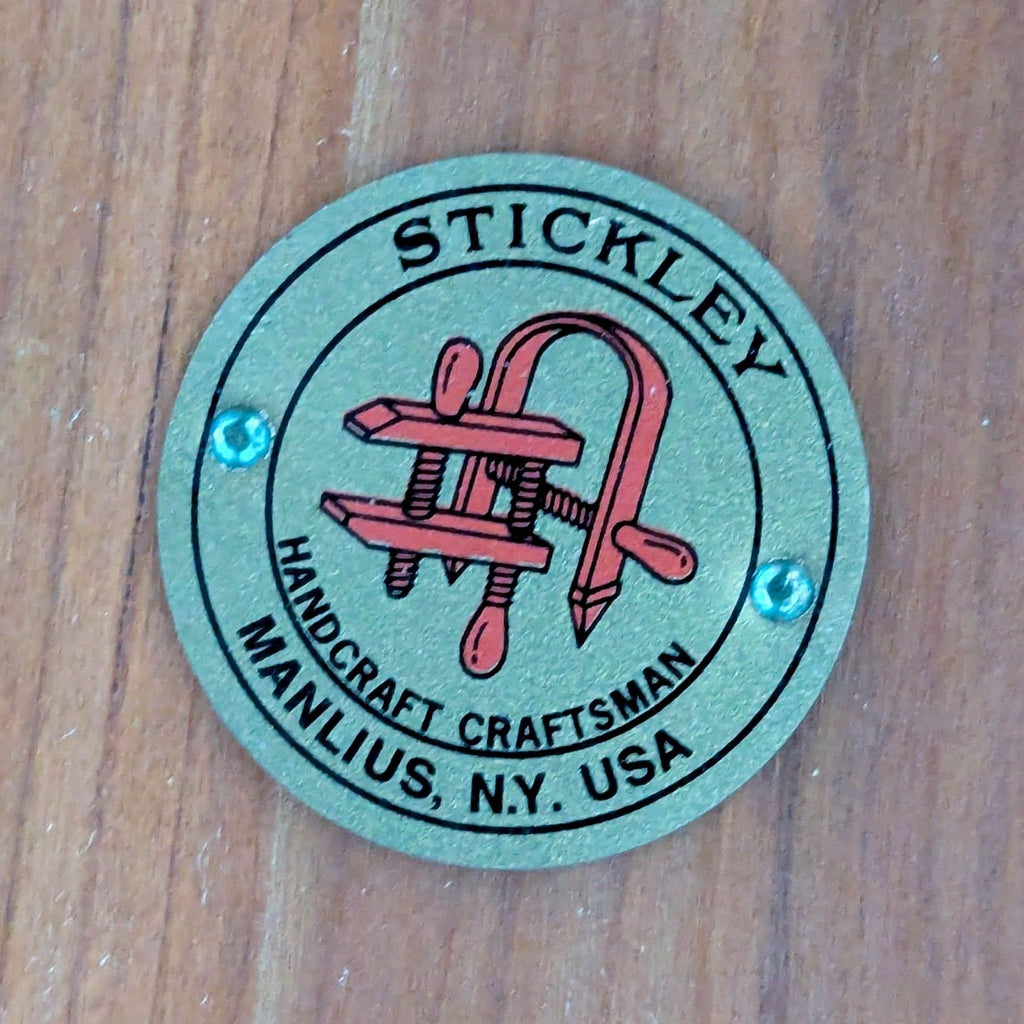 STICKLEY
HANDCRAFT CRAFTSMAN
MANLIUS, N.Y. USA